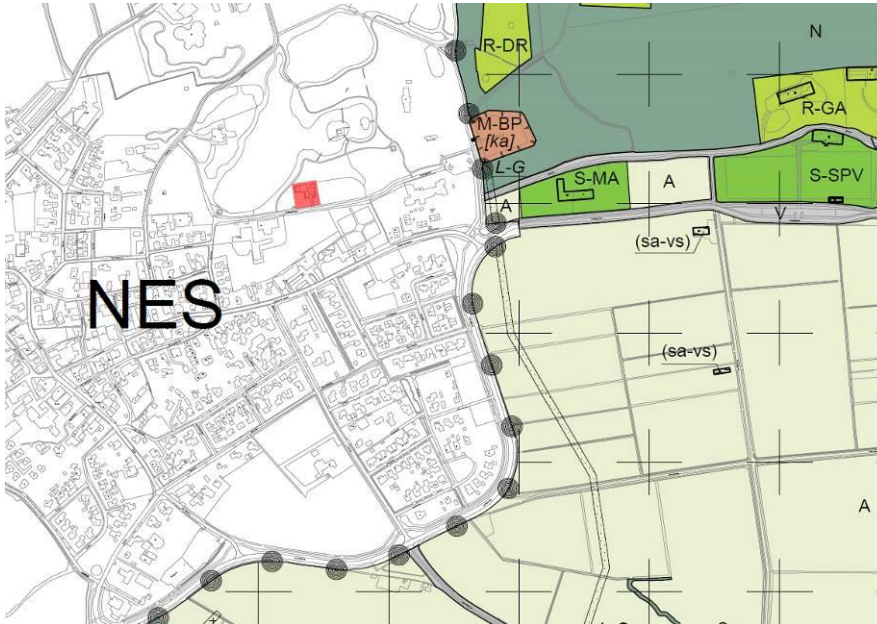 N
R-DR
R-GA
M-BP
[ka]
L-G
S-MA
A
S-SPV
A
V
(sa-vs)
NES
(sa-vs)
A